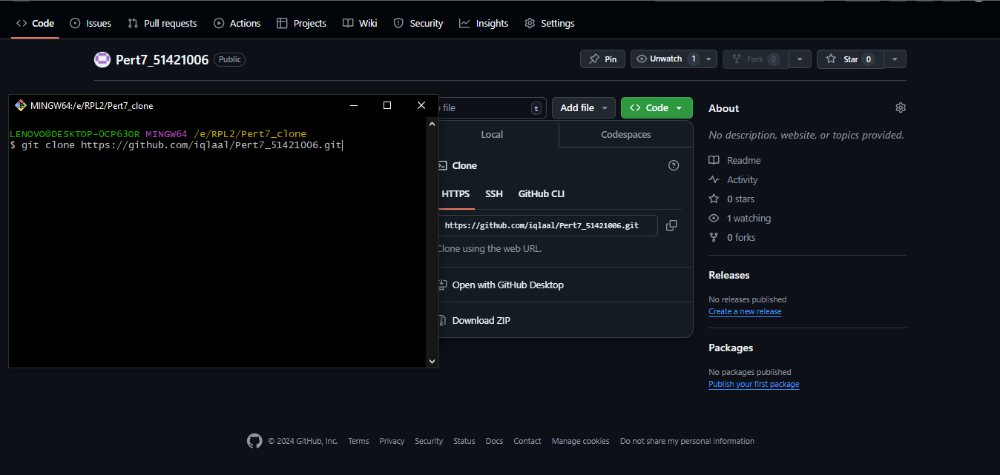 Code Issues Pull requests Actions Projects Wiki Security Insights Settings
Pert7_51421006 Public
Pin Unwatch 1 Fork 0 Star 0
MINGW64:/e/RPL2/Pert7_clone
LENOVO@DESKTOP-0CP63OR MINGW64 /e/RPL2/Pert7_clone
$ git clone https://github.com/iqlaal/Pert7_51421006.git
file t Add file Code
Local Codespaces
Clone
HTTPS SSH GitHub CLI
https://github.com/iqlaal/Pert7_51421006.git
Clone using the web URL.
Open with GitHub Desktop
Download ZIP
About
No description, website, or topics provided.
Readme
Activity
0 stars
1 watching
0 forks
Releases
No releases published
Create a new release
Packages
No packages published
Publish your first package
© 2024 GitHub, Inc. Terms Privacy Security Status Docs Contact Manage cookies Do not share my personal information